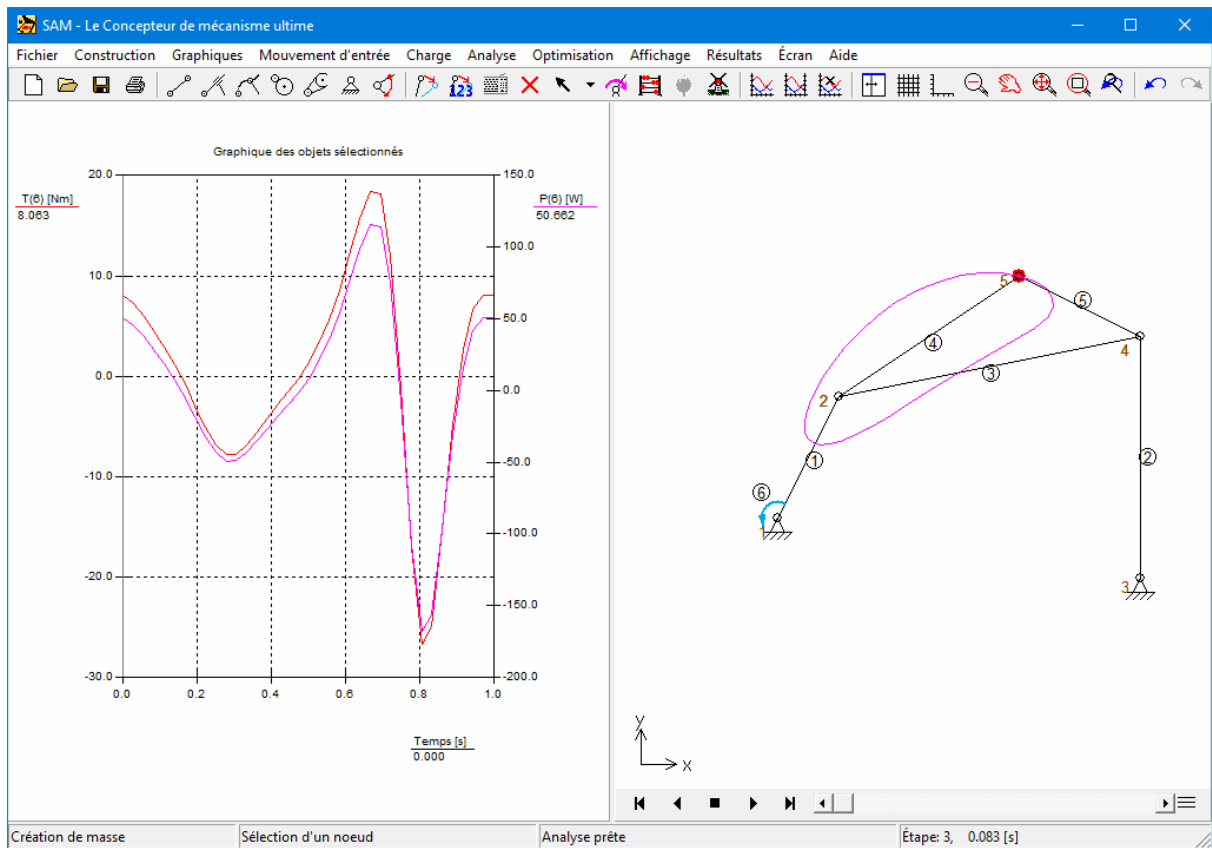 SAM - Le Concepteur de mécanisme ultime
Fichier Construction Graphiques Mouvement d'entrée Charge Analyse Optimisation Affichage Résultats Écran Aide
123
Graphique des objets sélectionnés
T(6) [Nm]
8.063
P(6) [W]
50.662
20.0
10.0
0.0
-10.0
-20.0
-30.0
150.0
100.0
50.0
0.0
-50.0
-100.0
-150.0
-200.0
0.0 0.2 0.4 0.6 0.8 1.0
Temps [s]
0.000
5
5
4
4
3
2
1
2
6
1
3
y
x
Création de masse
Sélection d'un noeud
Analyse prête
Étape: 3, 0.083 [s]